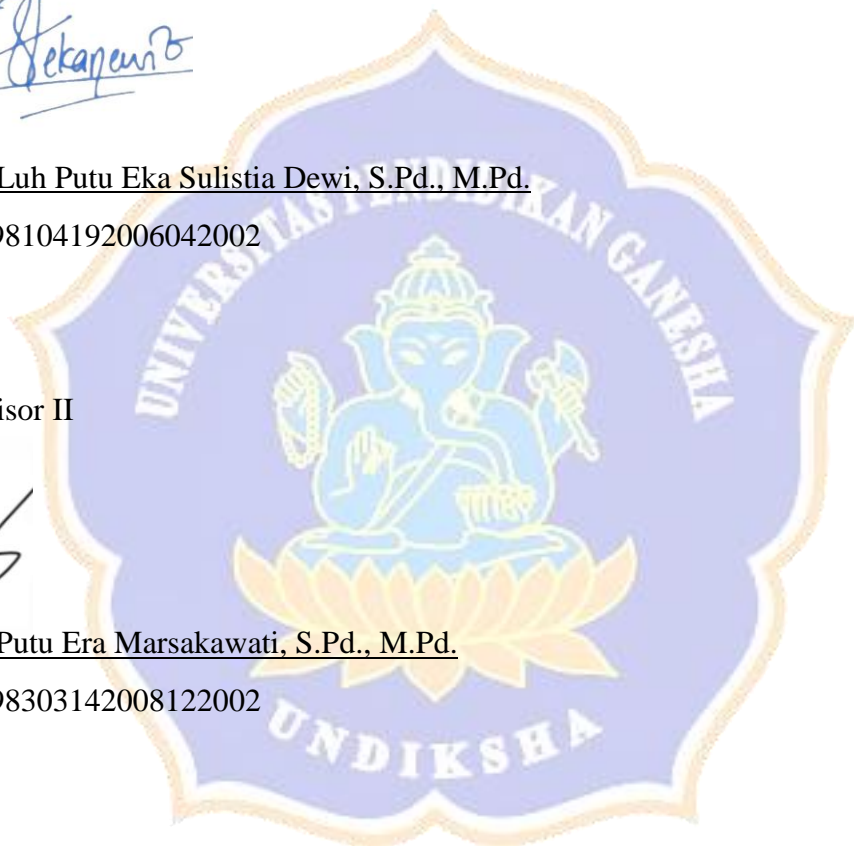 Luh Putu Eka Sulistia Dewi, S.Pd., M.Pd.
98104192006042002
UNIVERSITAS PENDIDIKAN GANESHA
isor II
Putu Era Marsakawati, S.Pd., M.Pd.
98303142008122002
UNDIKSHA